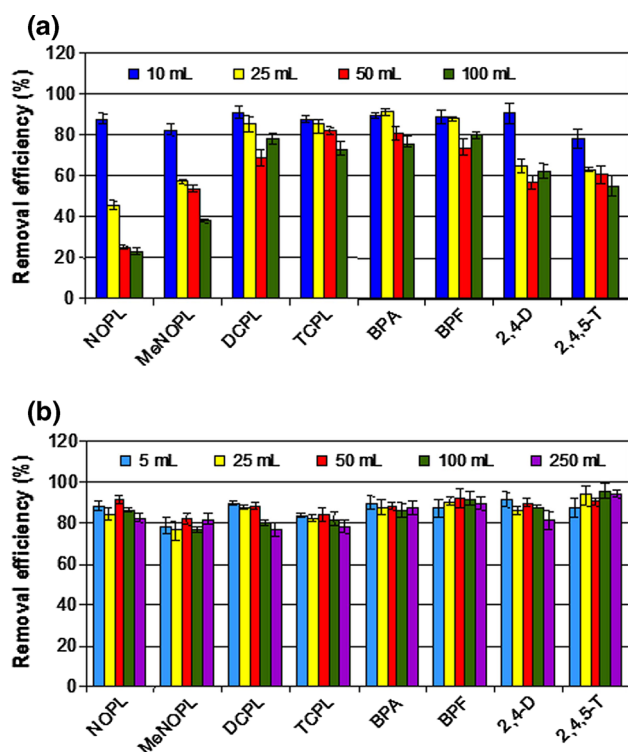 (a)
120
100
80
60
40
20
0
Removal efficiency (%)
10 mL 25 mL 50 mL 100 mL
NOPL MeNOPL DCPL TCPL BPA BPF 2,4-D 2,4,5-T
(b)
120
100
80
60
40
20
0
Removal efficiency (%)
5 mL 25 mL 50 mL 100 mL 250 mL
NOPL MeNOPL DCPL TCPL BPA BPF 2,4-D 2,4,5-T